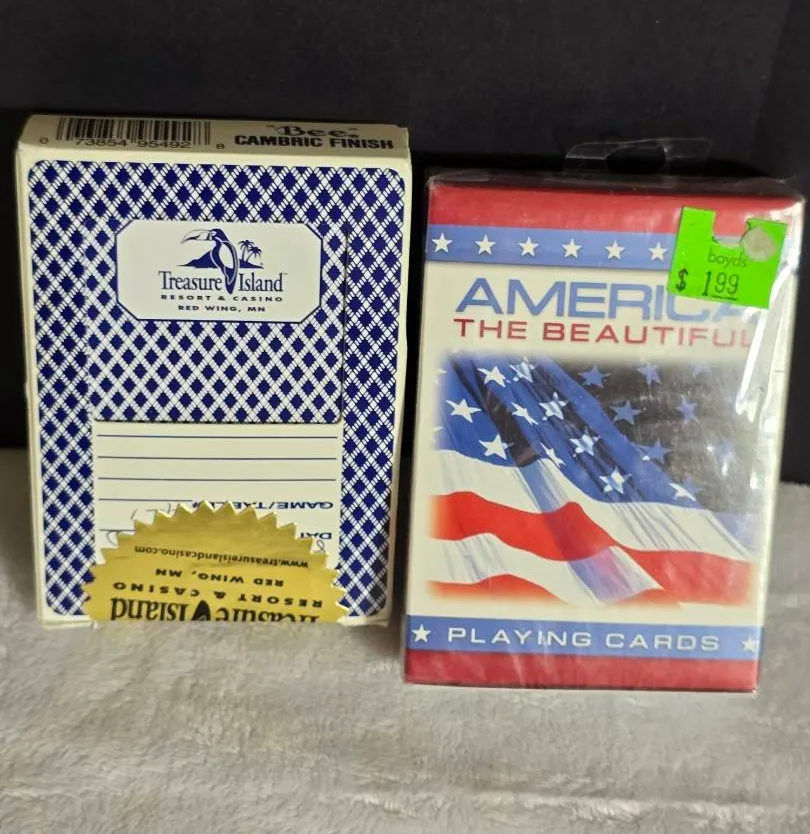 0 73854 95492 8
"Bee"
CAMBRIC FINISH
Treasure Island
RESORT & CASINO
RED WING, MN
GAME/TABLE
www.treasureislandcasino.com
RED WING, MN
RESORT & CASINO
Treasure Island
boyds
$ 1.99
AMERICA
THE BEAUTIFUL
PLAYING CARDS